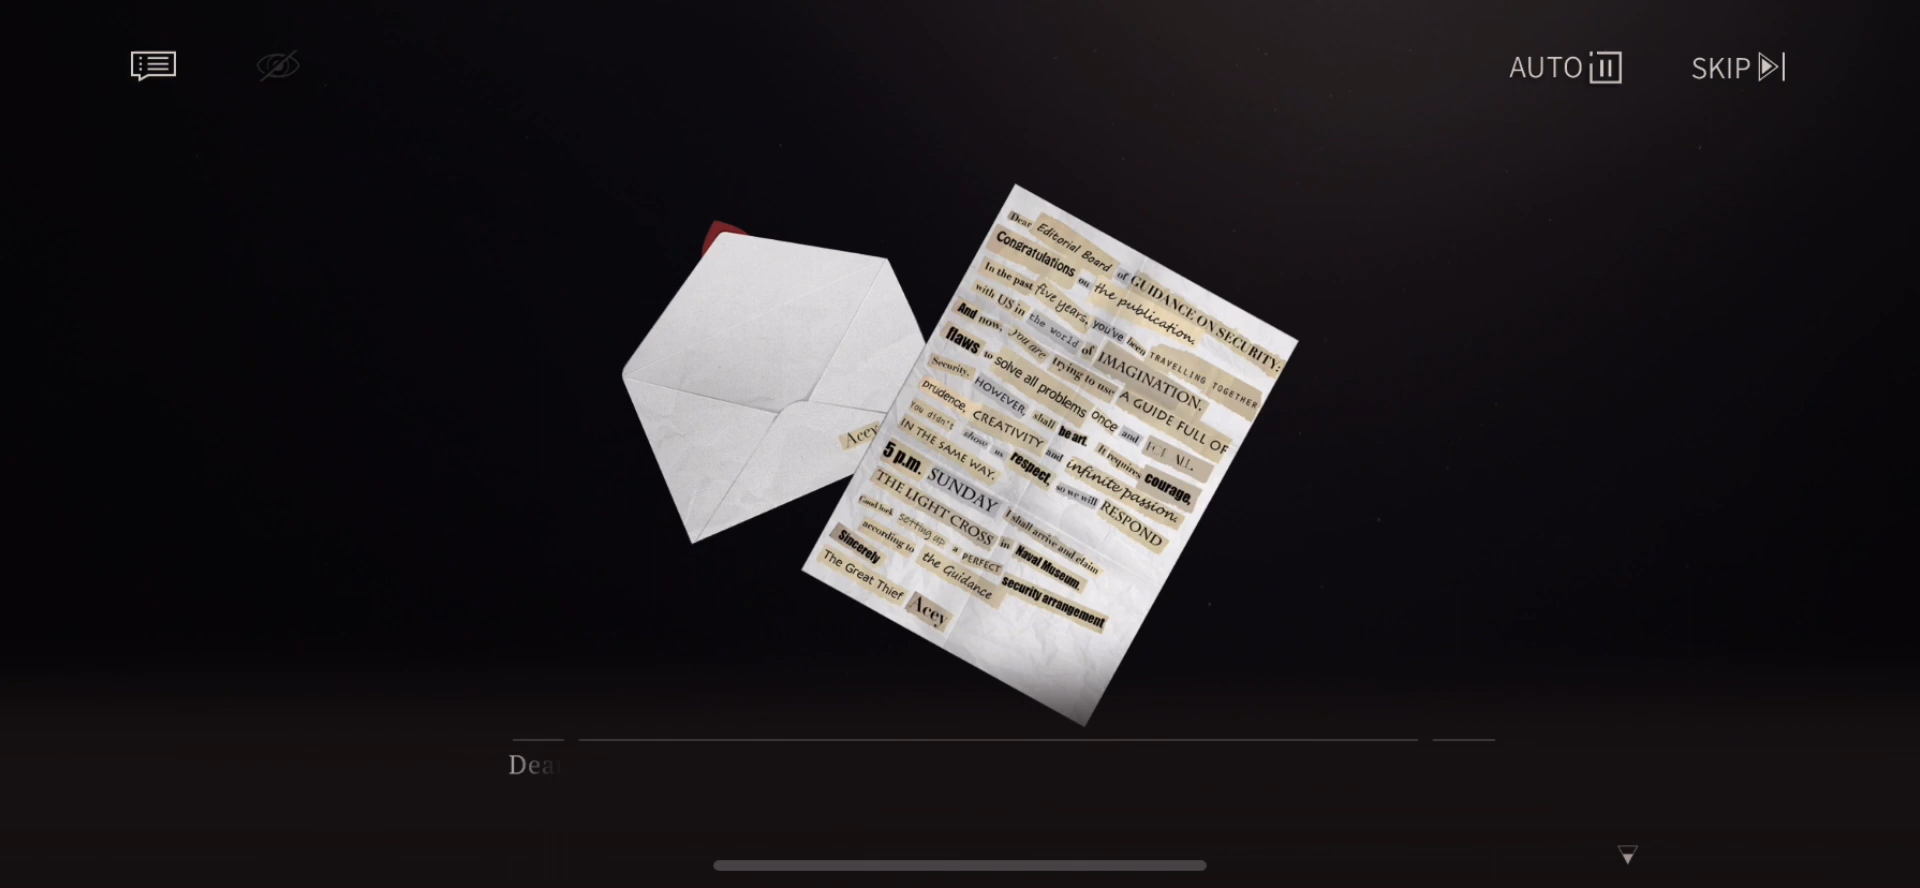 AUTO
SKIP
Dear Editorial Board of GUIDANCE ON SECURITY:
Congratulations on the publication.
In the past five years, you've been TRAVELLING TOGETHER
with US in the world of IMAGINATION.
And now, you are trying to use A GUIDE FULL OF
flaws to solve all problems once and FOR ALL.
Security, HOWEVER, shall be art. It requires courage,
prudence, CREATIVITY and infinite passion.
You didn't show us respect, so we will RESPOND
IN THE SAME WAY.
5 p.m. SUNDAY I shall arrive and claim
THE LIGHT CROSS in Naval Museum.
Good luck setting up a PERFECT security arrangement
according to the Guidance
Sincerely
The Great Thief Acey
Acey
Dear